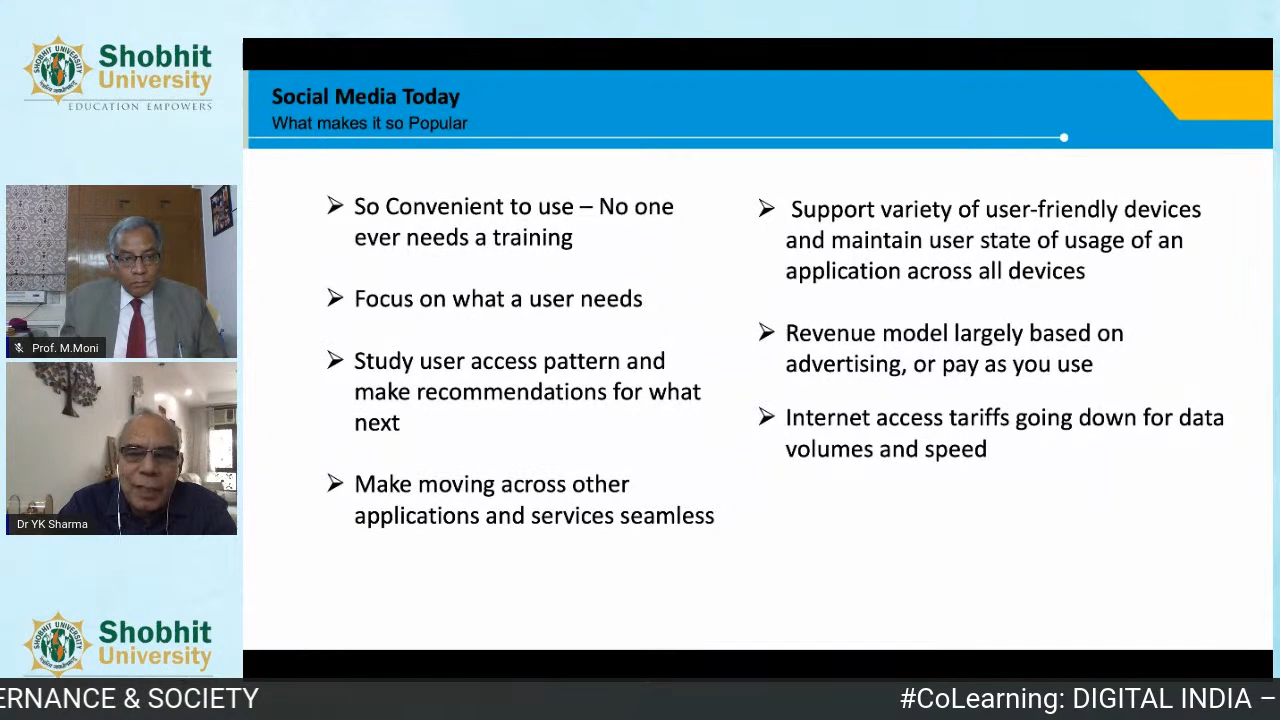 Shobhit
University
EDUCATION EMPOWERS
Prof. M.Moni
Dr YK Sharma
Shobhit
University
Social Media Today
What makes it so Popular
➢ So Convenient to use – No one
ever needs a training
➢ Focus on what a user needs
➢ Study user access pattern and
make recommendations for what
next
➢ Make moving across other
applications and services seamless
➢ Support variety of user-friendly devices
and maintain user state of usage of an
application across all devices
➢ Revenue model largely based on
advertising, or pay as you use
➢ Internet access tariffs going down for data
volumes and speed
ERNANCE & SOCIETY
#CoLearning: DIGITAL INDIA –